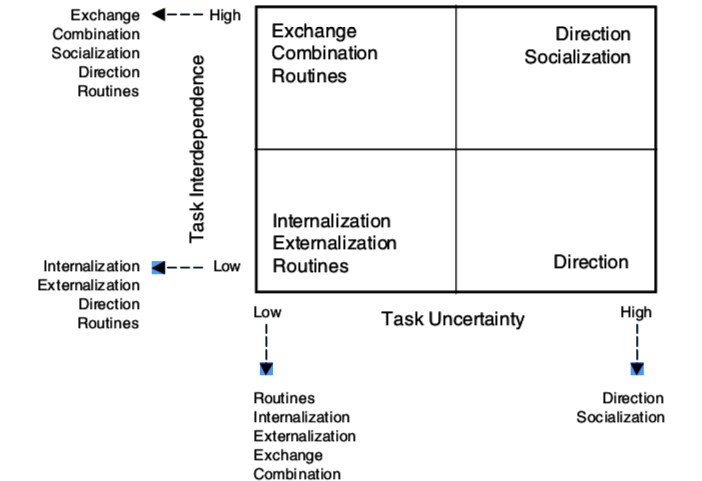 Exchange
Combination
Socialization
Direction
Routines
High
Exchange
Combination
Routines
Direction
Socialization
Task Interdependence
Internalization
Externalization
Direction
Routines
Low
Internalization
Externalization
Routines
Direction
Low
Task Uncertainty
High
Routines
Internalization
Externalization
Exchange
Combination
Direction
Socialization